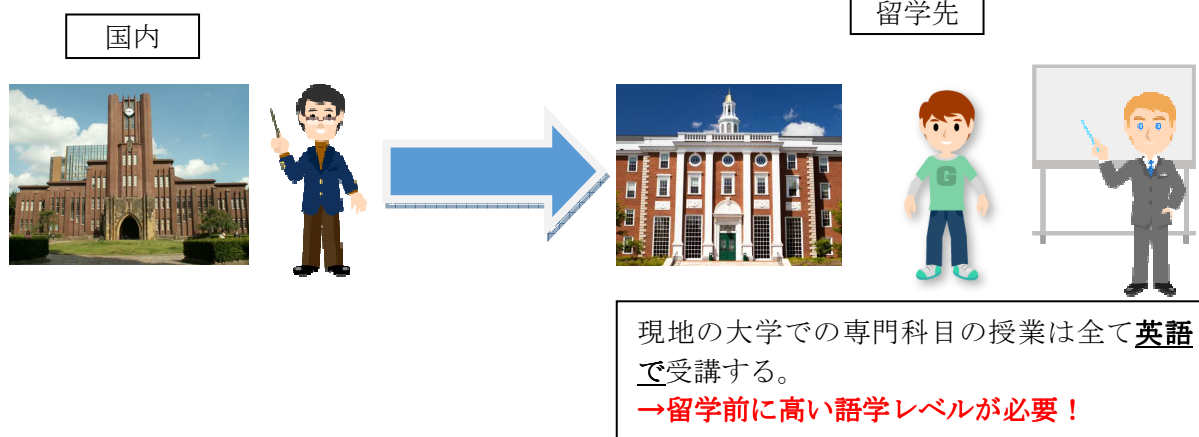 国内
留学先
G
現地の大学での専門科目の授業は全て英語
で受講する。
→留学前に高い語学レベルが必要！